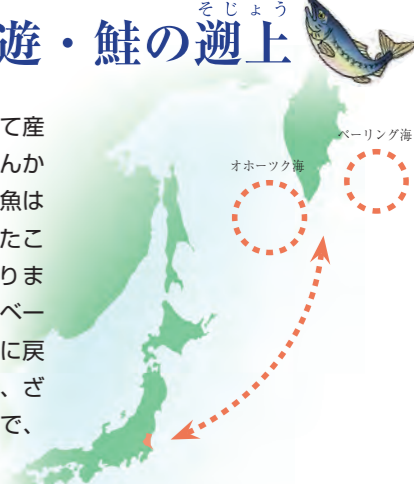 そじょう
遊・鮭の遡上
て産
んか
魚は
たこ
りま
ベー
に戻
、ざ
で、
オホーツク海
ベーリング海